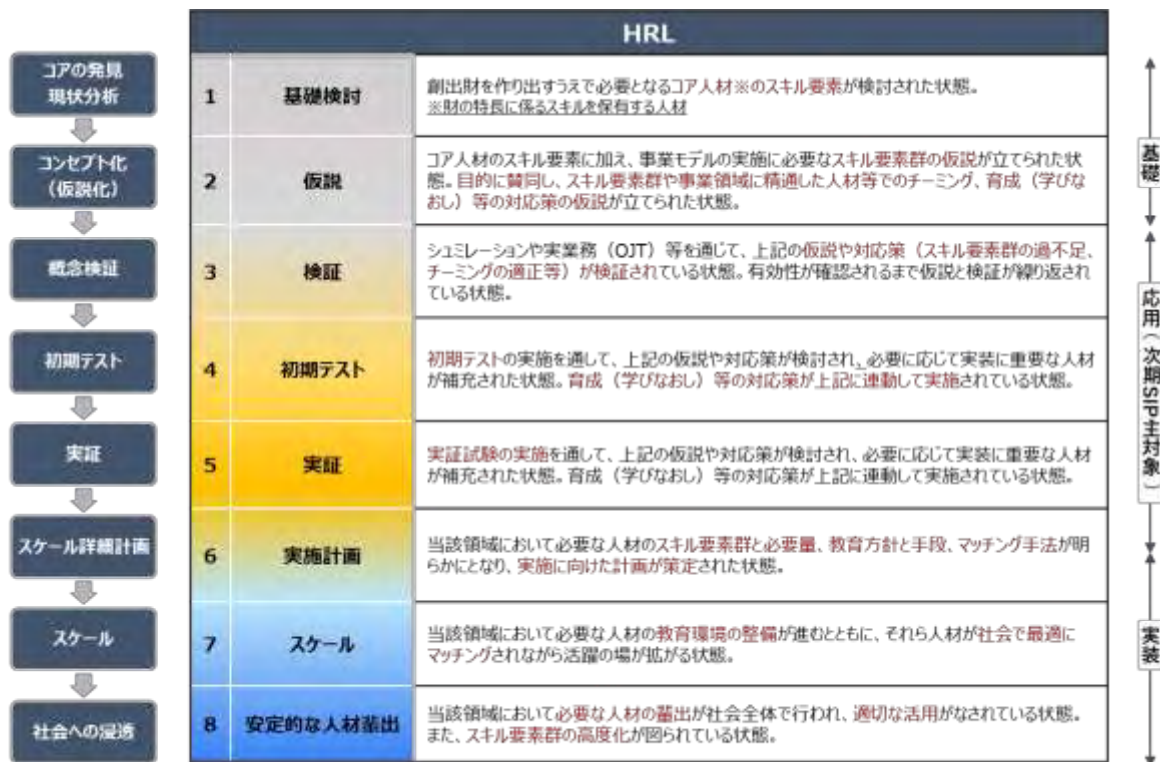 HRL
コアの発見
現状分析
1
基礎検討
創出財を作り出すうえで必要となるコア人材※のスキル要素が検討された状態。
※財の特長に係るスキルを保有する人材
コンセプト化
（仮説化）
2
仮説
コア人材のスキル要素に加え、事業モデルの実施に必要なスキル要素群の仮説が立てられた状
態。目的に賛同し、スキル要素群や事業領域に精通した人材等でのチーミング、育成（学びな
おし）等の対応策の仮説が立てられた状態。
基礎
概念検証
3
検証
シュミレーションや実業務（OJT）等を通じて、上記の仮説や対応策（スキル要素群の過不足、
チーミングの適正等）が検証されている状態。有効性が確認されるまで仮説と検証が繰り返され
ている状態。
初期テスト
4
初期テスト
初期テストの実施を通して、上記の仮説や対応策が検討され、必要に応じて実装に重要な人材
が補充された状態。育成（学びなおし）等の対応策が上記に連動して実施されている状態。
応用（次期SIP主対象）
実証
5
実証
実証試験の実施を通して、上記の仮説や対応策が検討され、必要に応じて実装に重要な人材
が補充された状態。育成（学びなおし）等の対応策が上記に連動して実施されている状態。
スケール詳細計画
6
実施計画
当該領域において必要な人材のスキル要素群と必要量、教育方針と手段、マッチング手法が明
らかとなり、実施に向けた計画が策定された状態。
スケール
7
スケール
当該領域において必要な人材の教育環境の整備が進むとともに、それら人材が社会で最適に
マッチングされながら活躍の場が拡がる状態。
実装
社会への浸透
8
安定的な人材輩出
当該領域において必要な人材の輩出が社会全体で行われ、適切な活用がなされている状態。
また、スキル要素群の高度化が図られている状態。